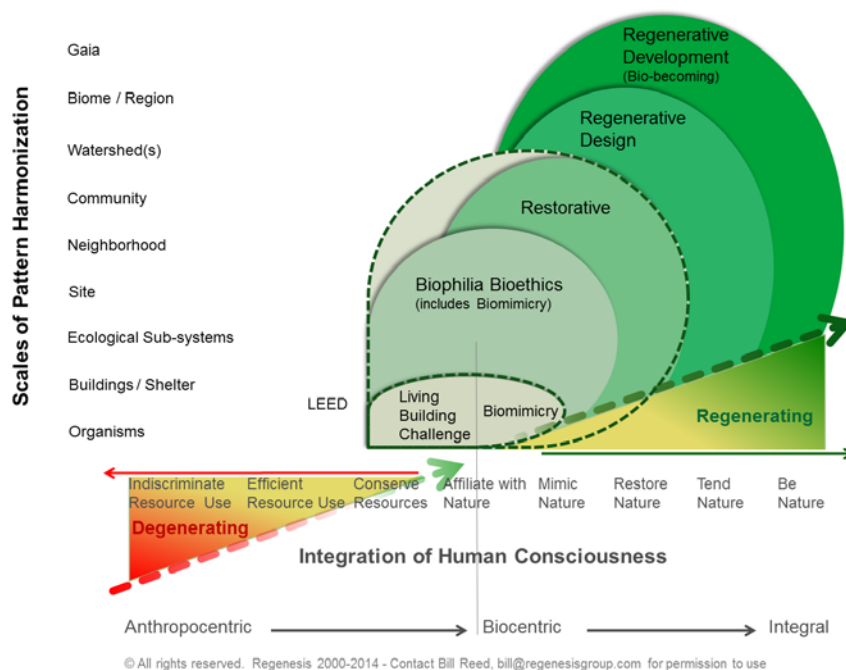 Regenerative
Development
(Bio-becoming)
Regenerative
Design
Restorative
Biophilia Bioethics
(includes Biomimicry)
Living
Building
Challenge
Biomimicry
LEED
Scales of Pattern Harmonization
Gaia
Biome / Region
Watershed(s)
Community
Neighborhood
Site
Ecological Sub-systems
Buildings / Shelter
Organisms
Regenerating
Indiscriminate
Resource Use
Efficient
Resource Use
Conserve
Resources
Affiliate with
Nature
Mimic
Nature
Restore
Nature
Tend
Nature
Be
Nature
Degenerating
Integration of Human Consciousness
Anthropocentric
Biocentric
Integral
© All rights reserved. Regenesis 2000-2014 - Contact Bill Reed, bill@regenesisgroup.com for permission to use